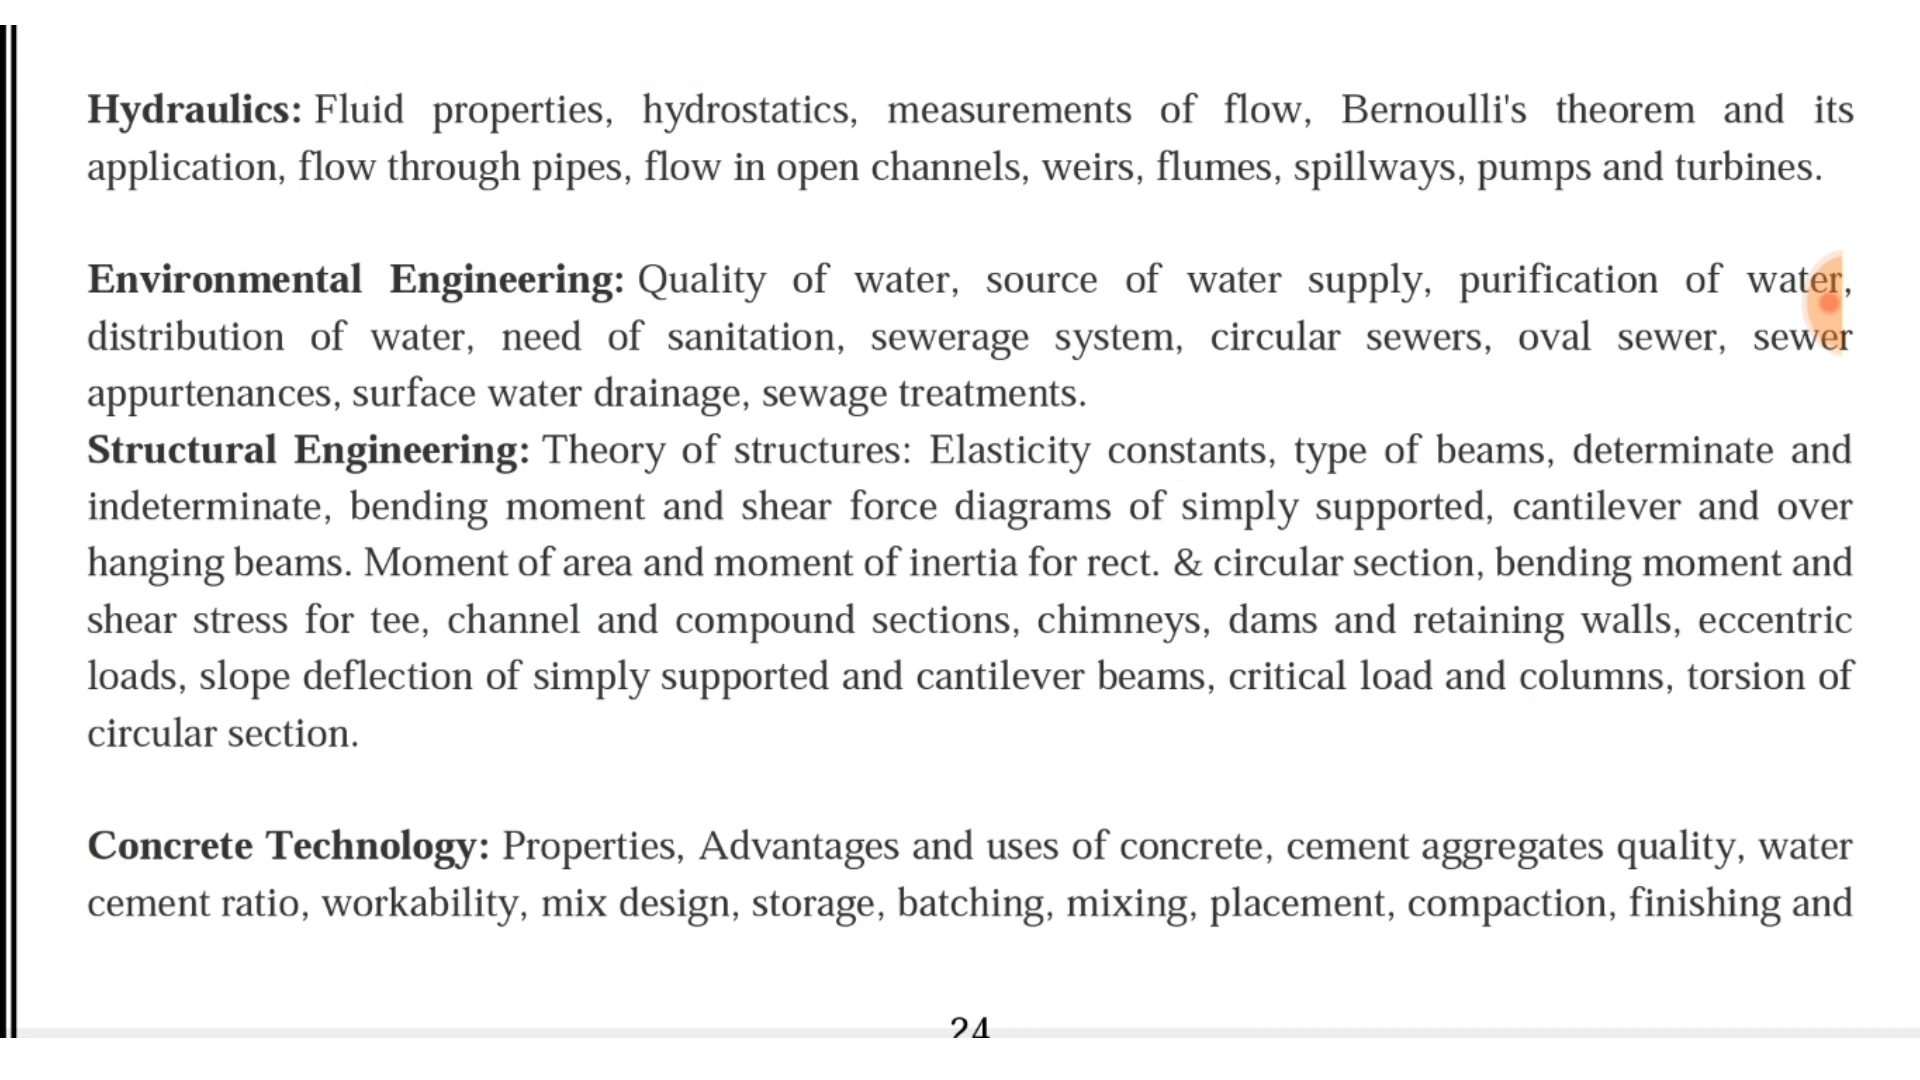 Hydraulics: Fluid properties, hydrostatics, measurements of flow, Bernoulli's theorem and its
application, flow through pipes, flow in open channels, weirs, flumes, spillways, pumps and turbines.
Environmental Engineering: Quality of water, source of water supply, purification of water,
distribution of water, need of sanitation, sewerage system, circular sewers, oval sewer, sewer
appurtenances, surface water drainage, sewage treatments.
Structural Engineering: Theory of structures: Elasticity constants, type of beams, determinate and
indeterminate, bending moment and shear force diagrams of simply supported, cantilever and over
hanging beams. Moment of area and moment of inertia for rect. & circular section, bending moment and
shear stress for tee, channel and compound sections, chimneys, dams and retaining walls, eccentric
loads, slope deflection of simply supported and cantilever beams, critical load and columns, torsion of
circular section.
Concrete Technology: Properties, Advantages and uses of concrete, cement aggregates quality, water
cement ratio, workability, mix design, storage, batching, mixing, placement, compaction, finishing and
24